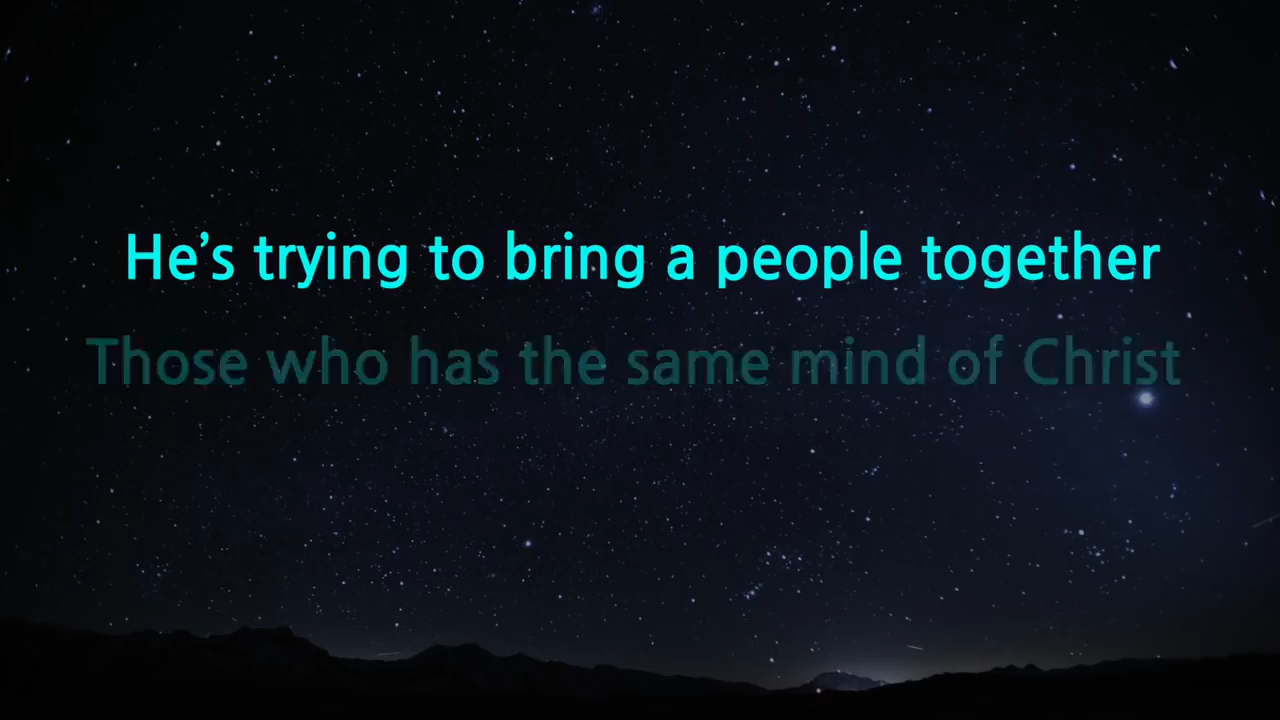 He’s trying to bring a people together
Those who has the same mind of Christ